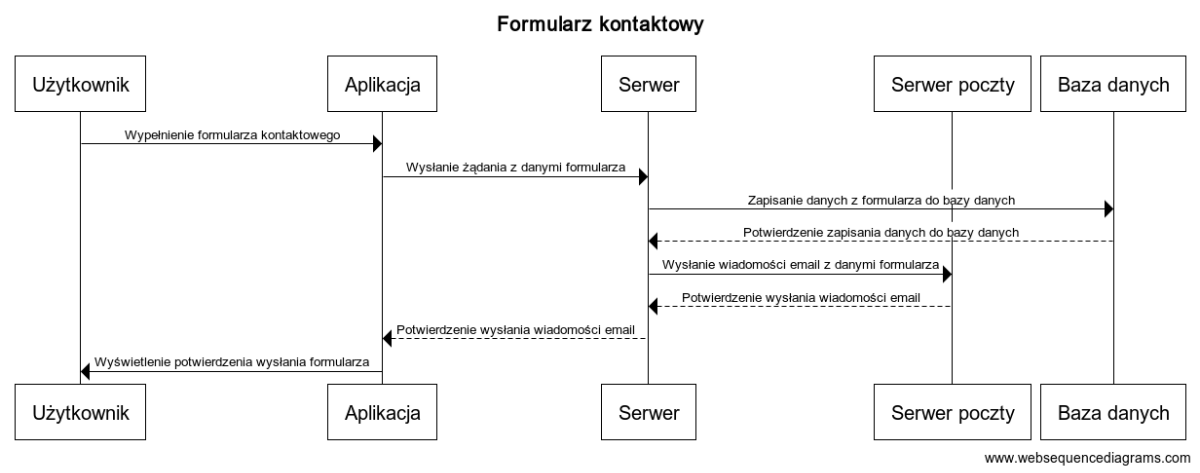 Formularz kontaktowy
Użytkownik
Aplikacja
Serwer
Serwer poczty
Baza danych
Wypełnienie formularza kontaktowego
Wysłanie żądania z danymi formularza
Zapisanie danych z formularza do bazy danych
Potwierdzenie zapisania danych do bazy danych
Wysłanie wiadomości email z danymi formularza
Potwierdzenie wysłania wiadomości email
Potwierdzenie wysłania wiadomości email
Wyświetlenie potwierdzenia wysłania formularza
Użytkownik
Aplikacja
Serwer
Serwer poczty
Baza danych
www.websequencediagrams.com